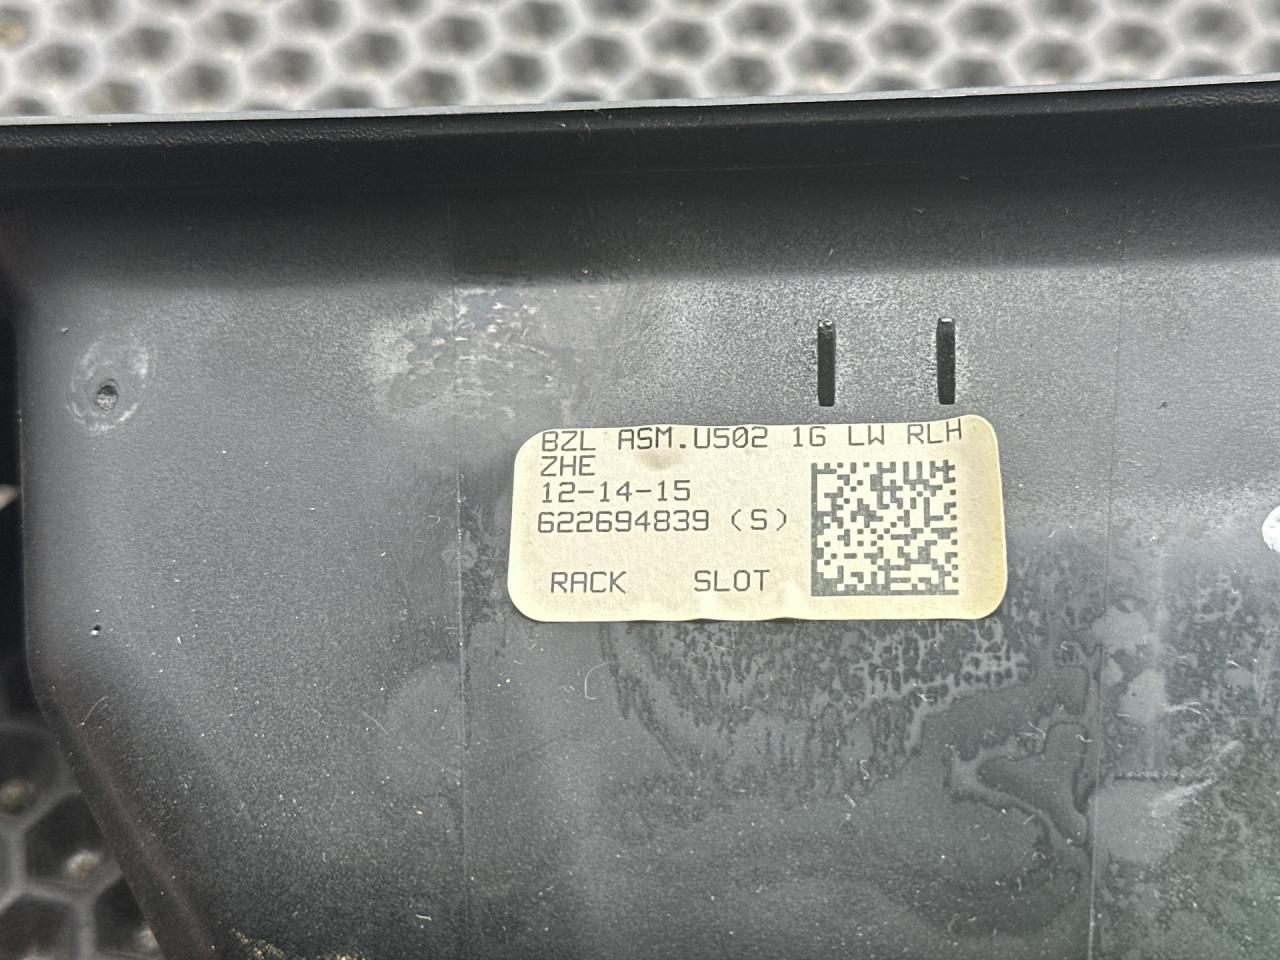 BZL ASM.U502 1G LW RLH
ZHE
12-14-15
622694839 (S)
RACK SLOT